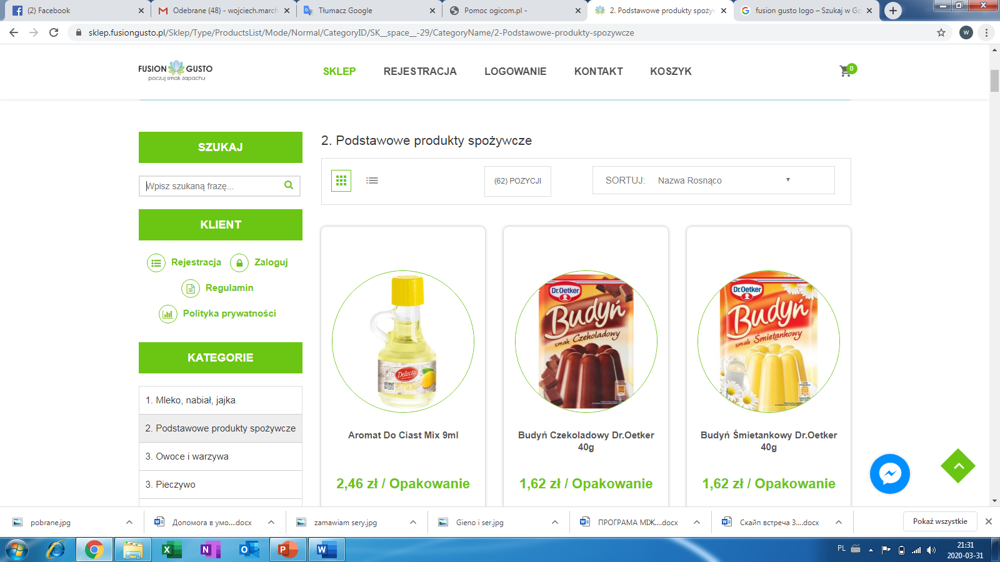 (2) Facebook
Odebrane (48) - wojciech.march
Tłumacz Google
Pomoc ogicom.pl -
2. Podstawowe produkty spożyw
fusion gusto logo – Szukaj w Go
sklep.fusiongusto.pl/Sklep/Type/ProductsList/Mode/Normal/CategoryID/SK__space__-29/CategoryName/2-Podstawowe-produkty-spozywcze
W
FUSION GUSTO
poczuj smak zapachu
SKLEP
REJESTRACJA
LOGOWANIE
KONTAKT
KOSZYK
0
SZUKAJ
Wpisz szukaną frazę...
KLIENT
Rejestracja
Zaloguj
Regulamin
Polityka prywatności
KATEGORIE
1. Mleko, nabiał, jajka
2. Podstawowe produkty spożywcze
3. Owoce i warzywa
3. Pieczywo
2. Podstawowe produkty spożywcze
(62) POZYCJI
SORTUJ: Nazwa Rosnąco
Delecta
AROMAT
DO CIAST
Dr.Oetker
Budyń
smak Czekoladowy
Dr.Oetker
Budyń
smak Śmietankowy
Aromat Do Ciast Mix 9ml
2,46 zł / Opakowanie
Budyń Czekoladowy Dr.Oetker
40g
1,62 zł / Opakowanie
Budyń Śmietankowy Dr.Oetker
40g
1,62 zł / Opakowanie
pobrane.jpg
Допомога в умо....docx
zamawiam sery.jpg
Gieno i ser.jpg
ПРОГРАМА МІЖ....docx
Скайп встреча 3....docx
Pokaż wszystkie
PL
21:31
2020-03-31